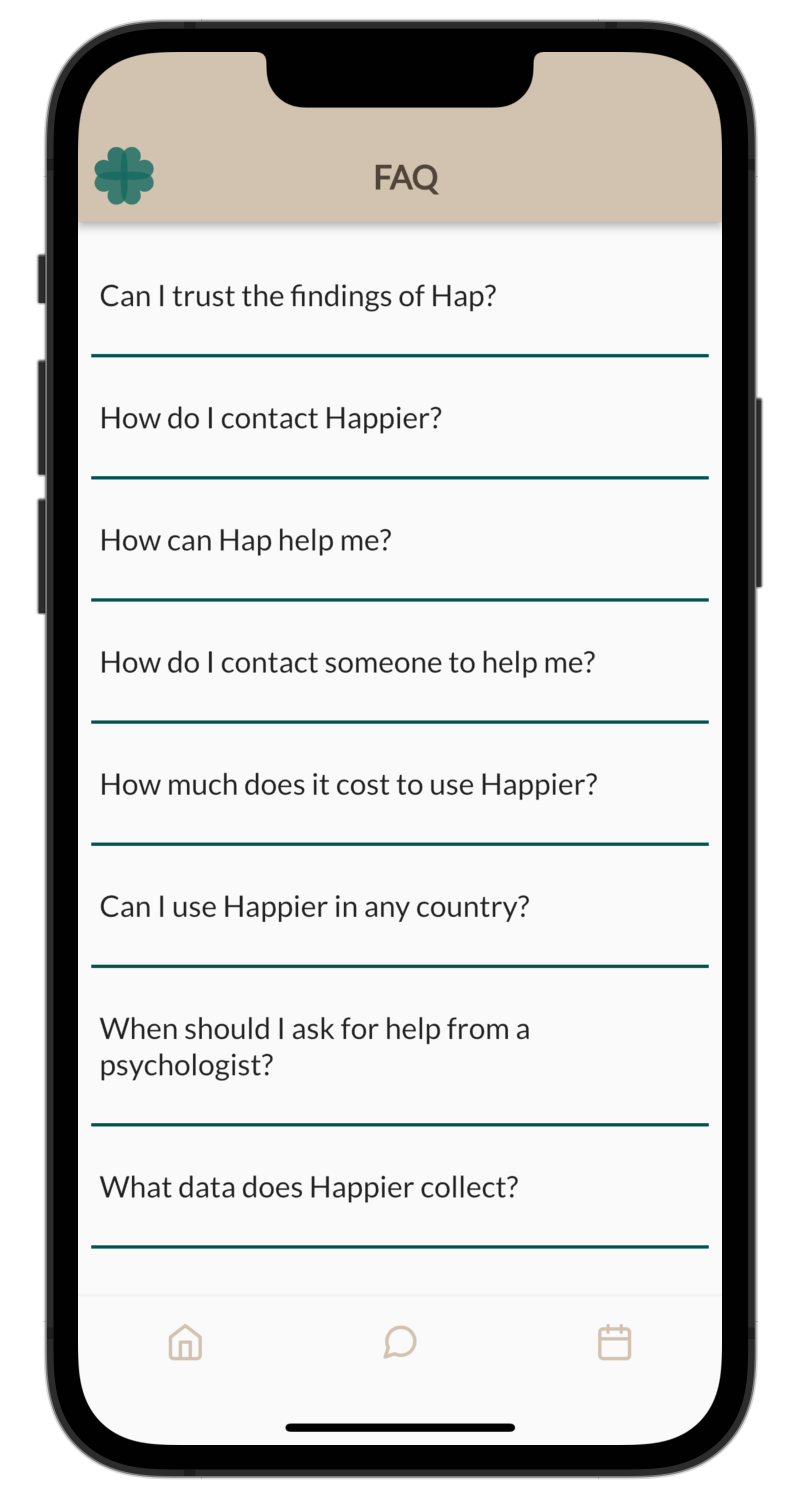 FAQ
Can I trust the findings of Hap?
How do I contact Happier?
How can Hap help me?
How do I contact someone to help me?
How much does it cost to use Happier?
Can I use Happier in any country?
When should I ask for help from a
psychologist?
What data does Happier collect?